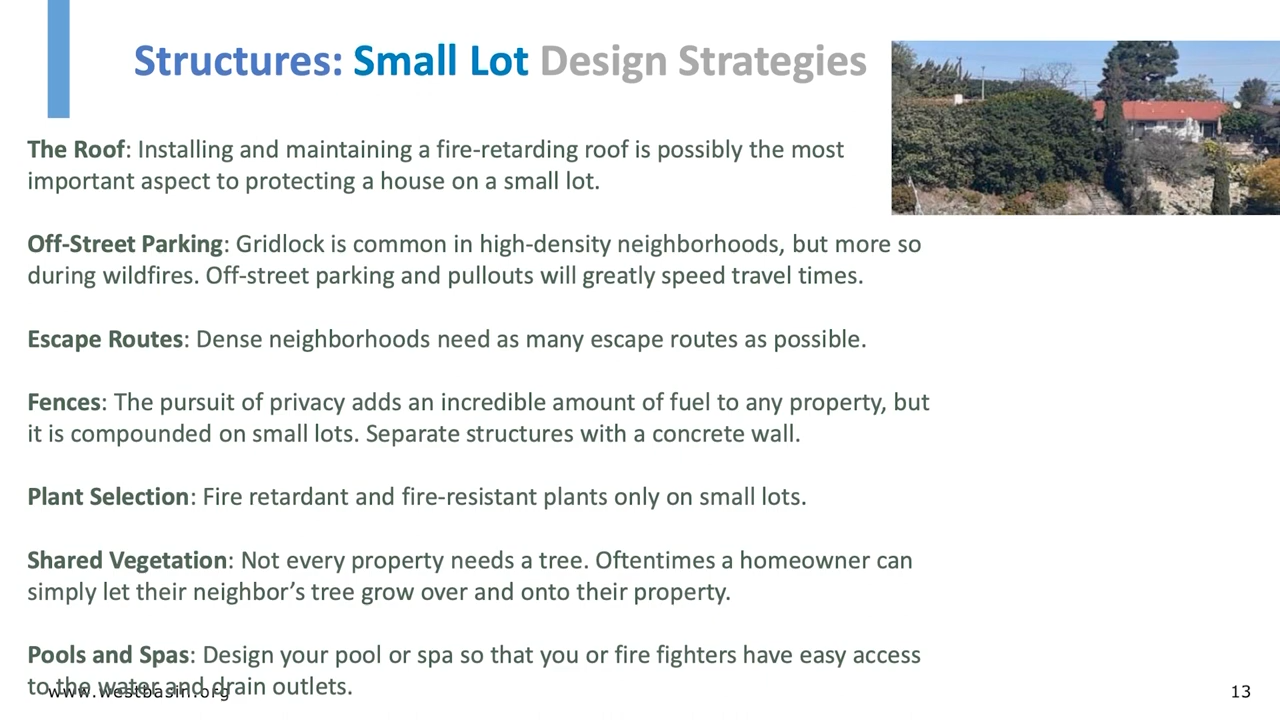 Structures: Small Lot Design Strategies
The Roof: Installing and maintaining a fire-retarding roof is possibly the most
important aspect to protecting a house on a small lot.
Off-Street Parking: Gridlock is common in high-density neighborhoods, but more so
during wildfires. Off-street parking and pullouts will greatly speed travel times.
Escape Routes: Dense neighborhoods need as many escape routes as possible.
Fences: The pursuit of privacy adds an incredible amount of fuel to any property, but
it is compounded on small lots. Separate structures with a concrete wall.
Plant Selection: Fire retardant and fire-resistant plants only on small lots.
Shared Vegetation: Not every property needs a tree. Oftentimes a homeowner can
simply let their neighbor’s tree grow over and onto their property.
Pools and Spas: Design your pool or spa so that you or fire fighters have easy access
to the water and drain outlets.
www.westbasin.org
13